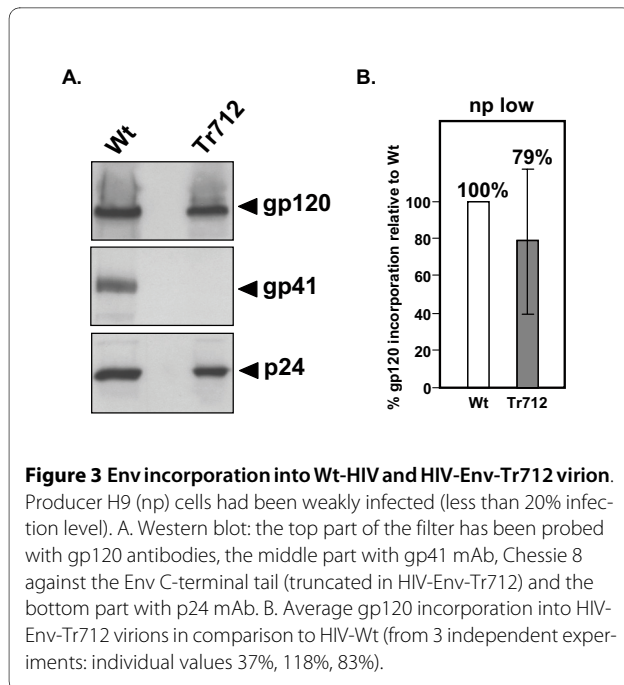 A.
Wt
Tr712
gp120
gp41
p24
B.
np low
% gp120 incorporation relative to Wt
100
80
60
40
20
0
100%
79%
Wt
Tr712
Figure 3 Env incorporation into Wt-HIV and HIV-Env-Tr712 virion.
Producer H9 (np) cells had been weakly infected (less than 20% infec-
tion level). A. Western blot: the top part of the filter has been probed
with gp120 antibodies, the middle part with gp41 mAb, Chessie 8
against the Env C-terminal tail (truncated in HIV-Env-Tr712) and the
bottom part with p24 mAb. B. Average gp120 incorporation into HIV-
Env-Tr712 virions in comparison to HIV-Wt (from 3 independent exper-
iments: individual values 37%, 118%, 83%).